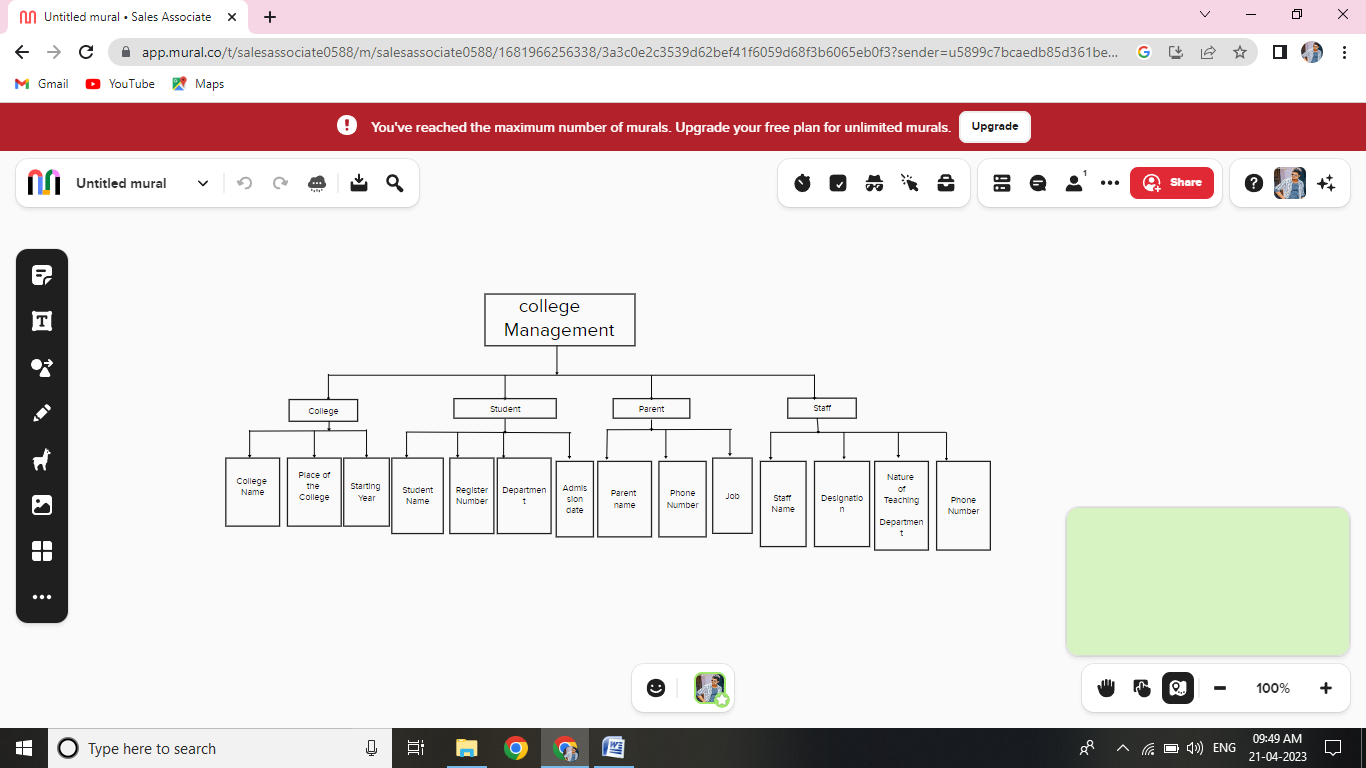 Untitled mural • Sales Associate
app.mural.co/t/salesassociate0588/m/salesassociate0588/1681966256338/3a3c0e2c3539d62bef41f6059d68f3b6065eb0f3?sender=u5899c7bcaedb85d361be...
Gmail YouTube Maps
You've reached the maximum number of murals. Upgrade your free plan for unlimited murals. Upgrade
Untitled mural
1
Share
college
Management
College
Student
Parent
Staff
College
Name
Place of
the
College
Starting
Year
Student
Name
Register
Number
Departmen
t
Admis
sion
date
Parent
name
Phone
Number
Job
Staff
Name
Designatio
n
Nature
of
Teaching
Departmen
t
Phone
Number
100%
Type here to search
ENG
09:49 AM
21-04-2023